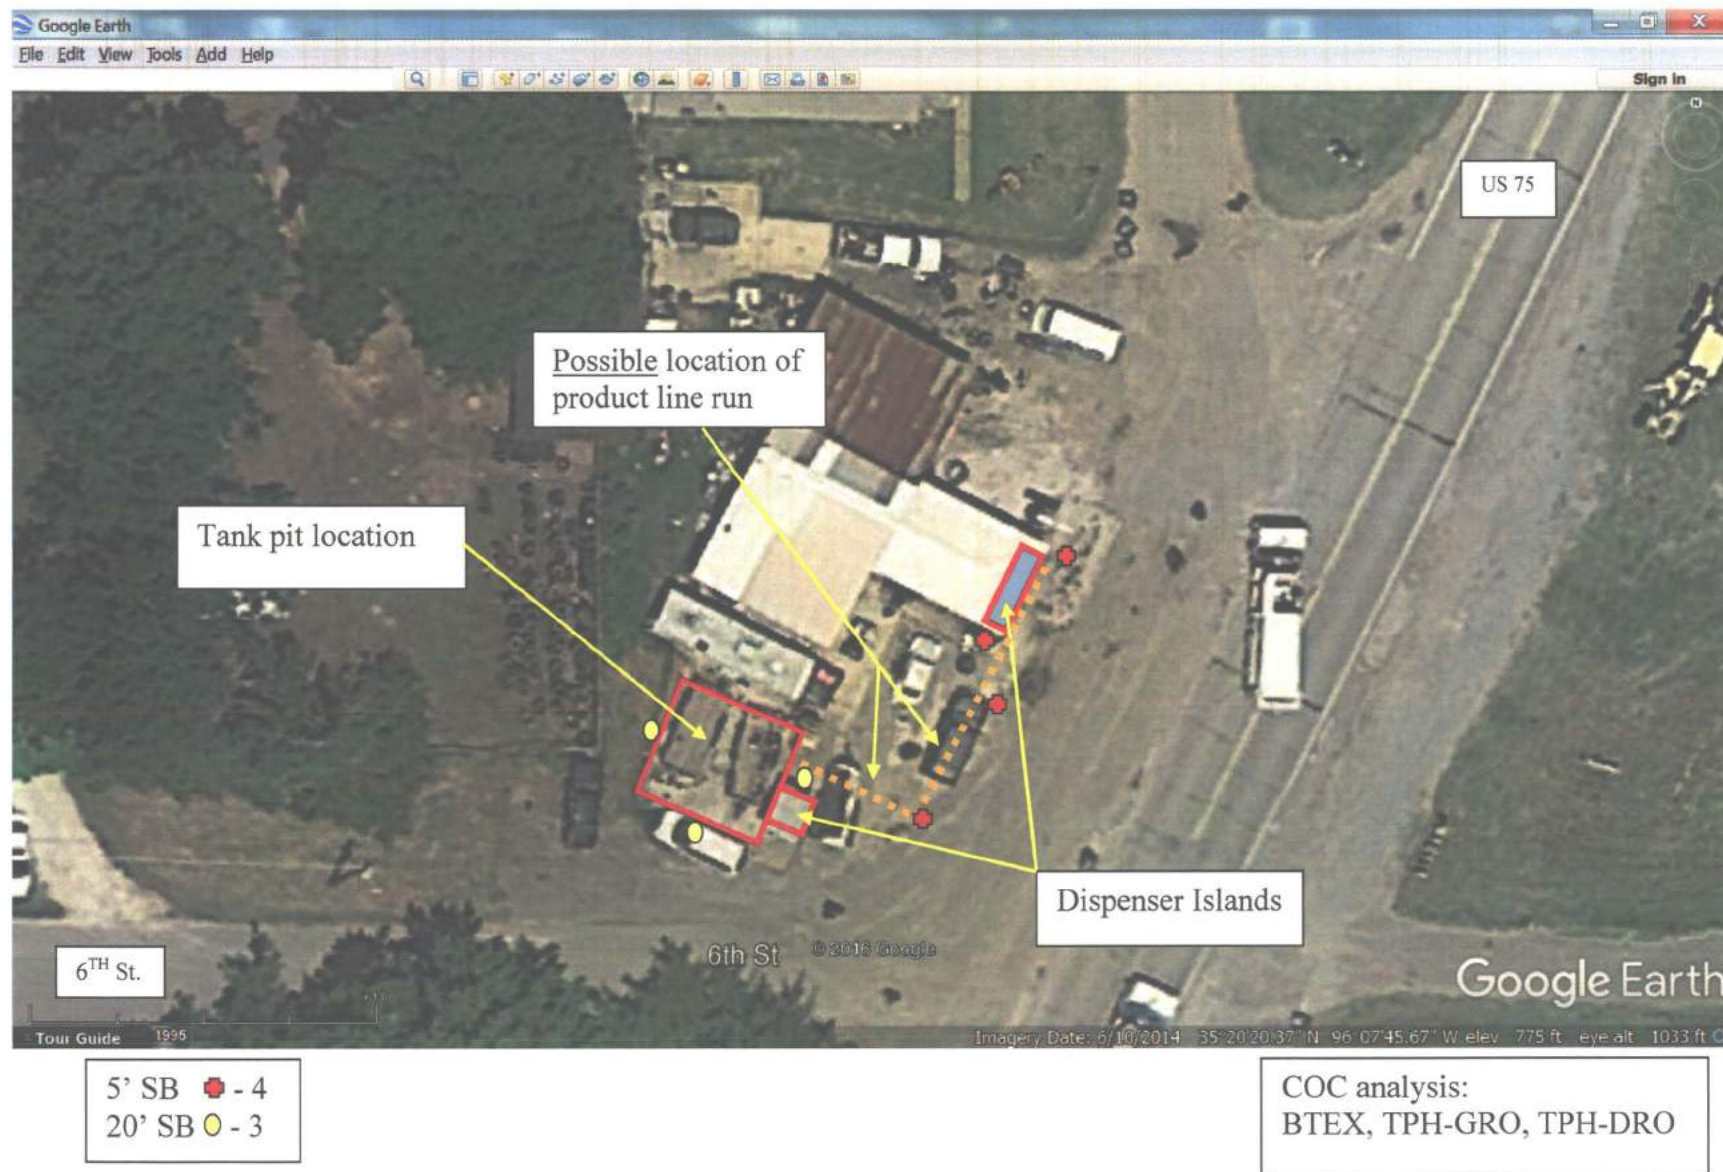 Google Earth
File Edit View Tools Add Help
Sign in
N
US 75
Possible location of
product line run
Tank pit location
Dispenser Islands
6th St
© 2016 Google
6TH St.
Google Earth
Tour Guide
1995
Imagery Date: 6/10/2014 35°20'20.37" N 96°07'45.67" W elev 775 ft eye alt 1033 ft
5' SB - 4
20' SB - 3
COC analysis:
BTEX, TPH-GRO, TPH-DRO